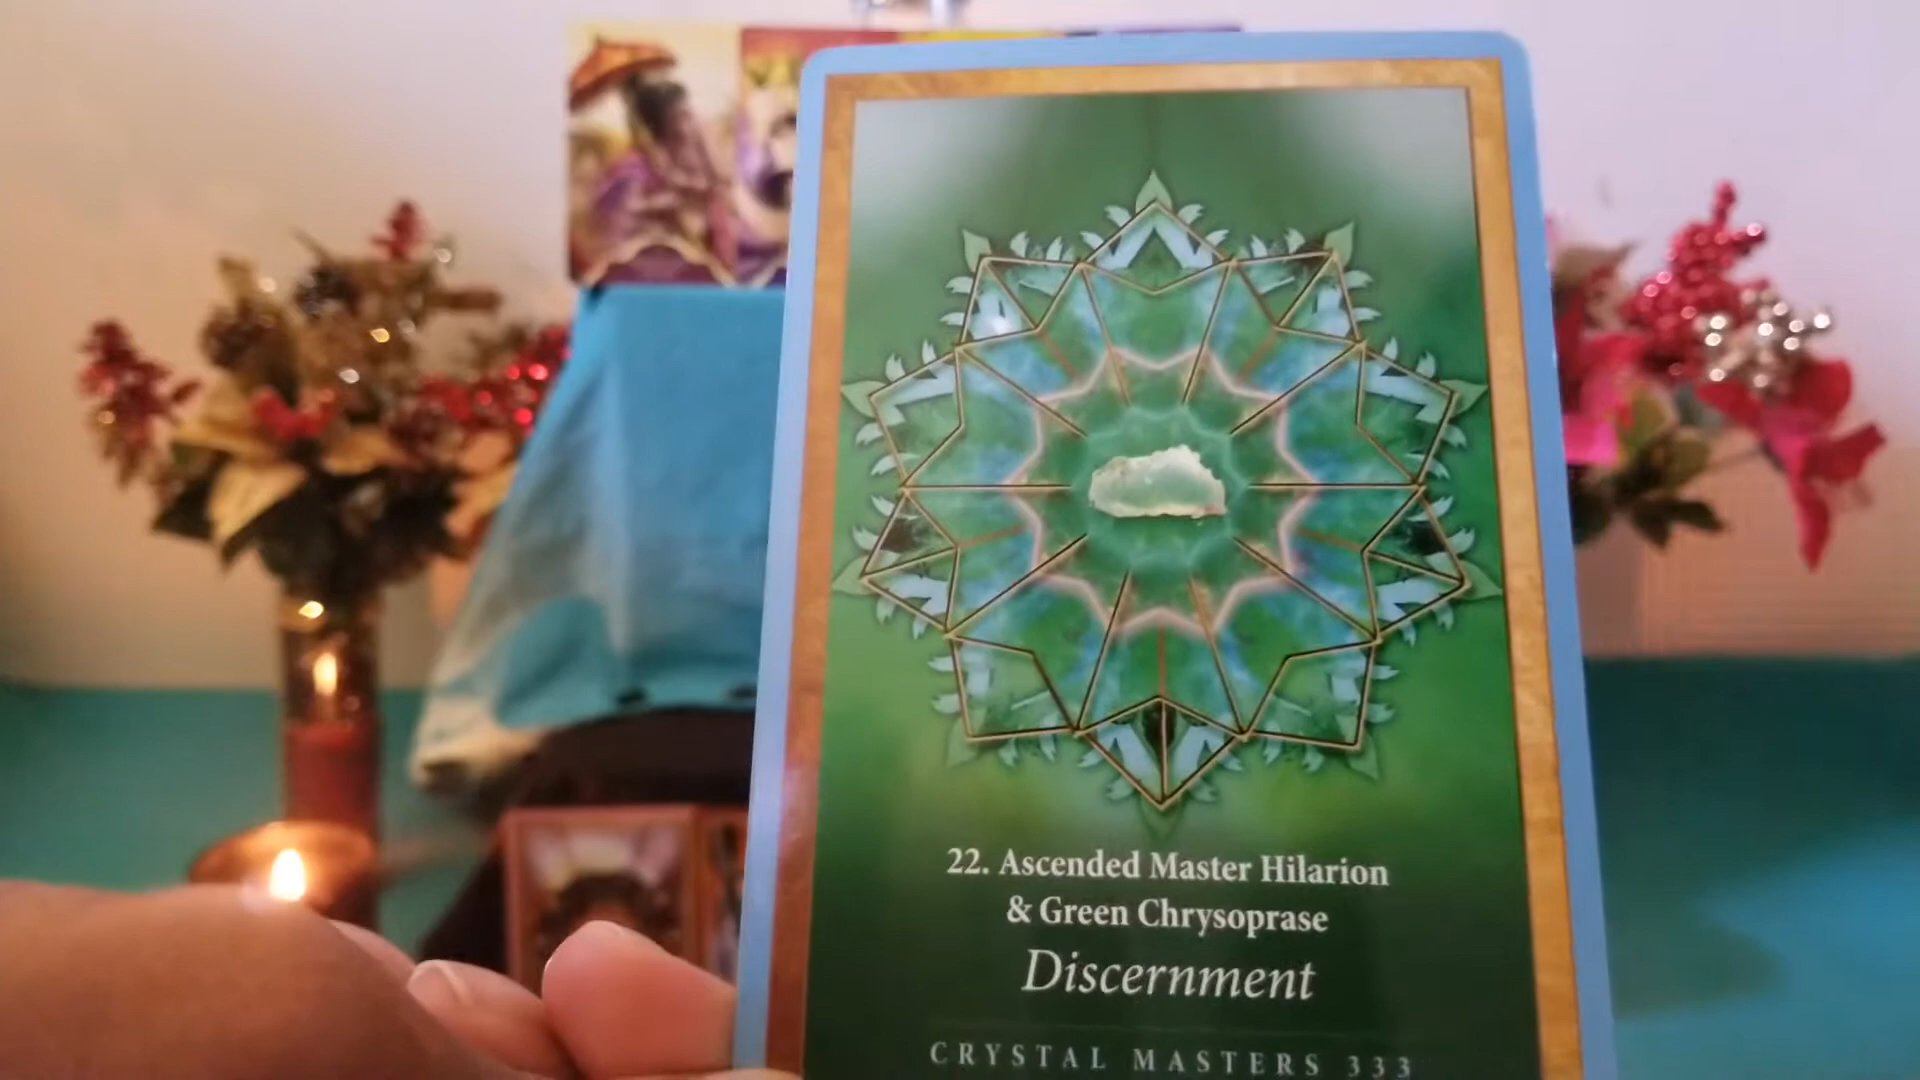 22. Ascended Master Hilarion
& Green Chrysoprase
Discernment
CRYSTAL MASTERS 333